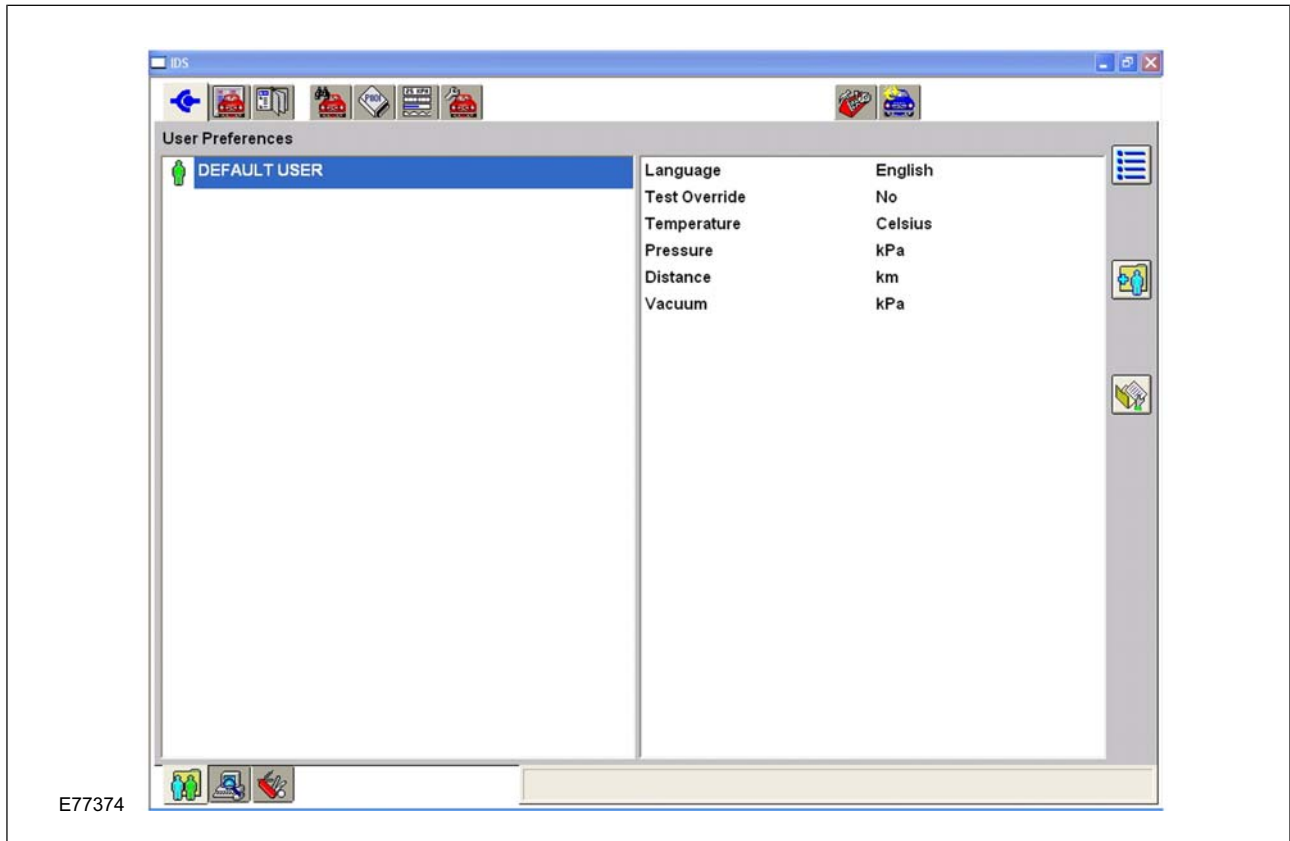 IDS
User Preferences
DEFAULT USER
Language English
Test Override No
Temperature Celsius
Pressure kPa
Distance km
Vacuum kPa
E77374